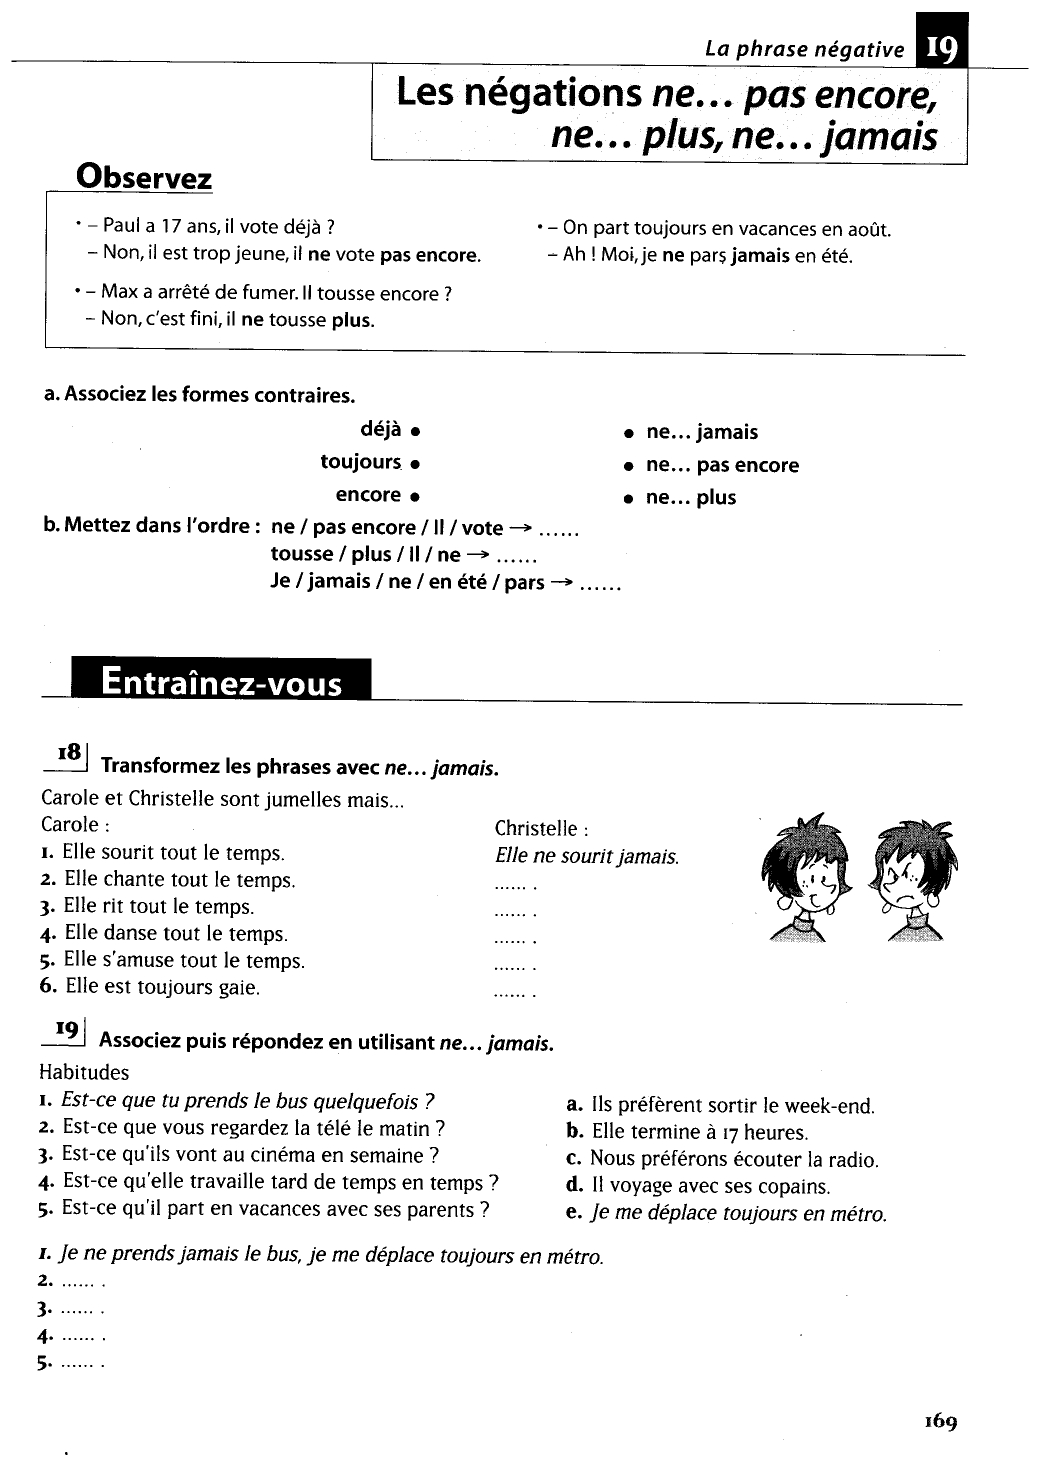 La phrase négative 19
Les négations ne... pas encore,
ne... plus, ne... jamais
Observez
• – Paul a 17 ans, il vote déjà ?
– Non, il est trop jeune, il ne vote pas encore.
• – Max a arrêté de fumer. Il tousse encore ?
– Non, c'est fini, il ne tousse plus.
• – On part toujours en vacances en août.
– Ah ! Moi, je ne pars jamais en été.
a. Associez les formes contraires.
déjà • • ne... jamais
toujours • • ne... pas encore
encore • • ne... plus
b. Mettez dans l'ordre : ne / pas encore / Il / vote → ......
tousse / plus / Il / ne → ......
Je / jamais / ne / en été / pars → ......
Entraînez-vous
18 Transformez les phrases avec ne... jamais.
Carole et Christelle sont jumelles mais...
Carole : Christelle :
1. Elle sourit tout le temps. Elle ne sourit jamais.
2. Elle chante tout le temps. ...... .
3. Elle rit tout le temps. ...... .
4. Elle danse tout le temps. ...... .
5. Elle s'amuse tout le temps. ...... .
6. Elle est toujours gaie. ...... .
19 Associez puis répondez en utilisant ne... jamais.
Habitudes
1. Est-ce que tu prends le bus quelquefois ? a. Ils préfèrent sortir le week-end.
2. Est-ce que vous regardez la télé le matin ? b. Elle termine à 17 heures.
3. Est-ce qu'ils vont au cinéma en semaine ? c. Nous préférons écouter la radio.
4. Est-ce qu'elle travaille tard de temps en temps ? d. Il voyage avec ses copains.
5. Est-ce qu'il part en vacances avec ses parents ? e. Je me déplace toujours en métro.
1. Je ne prends jamais le bus, je me déplace toujours en métro.
2. ...... .
3. ...... .
4. ...... .
5. ...... .
169